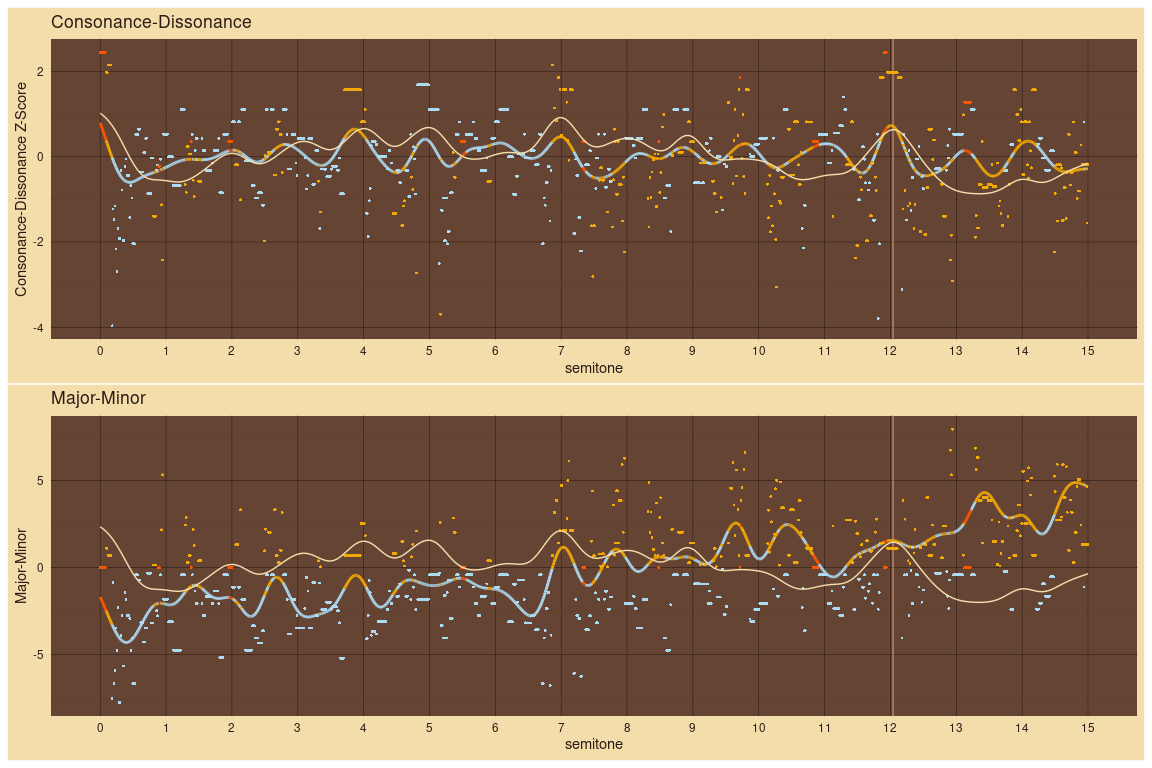 Consonance-Dissonance
Consonance-Dissonance Z-Score
2
0
-2
-4
0 1 2 3 4 5 6 7 8 9 10 11 12 13 14 15
semitone
Major-Minor
Major-Minor
5
0
-5
0 1 2 3 4 5 6 7 8 9 10 11 12 13 14 15
semitone